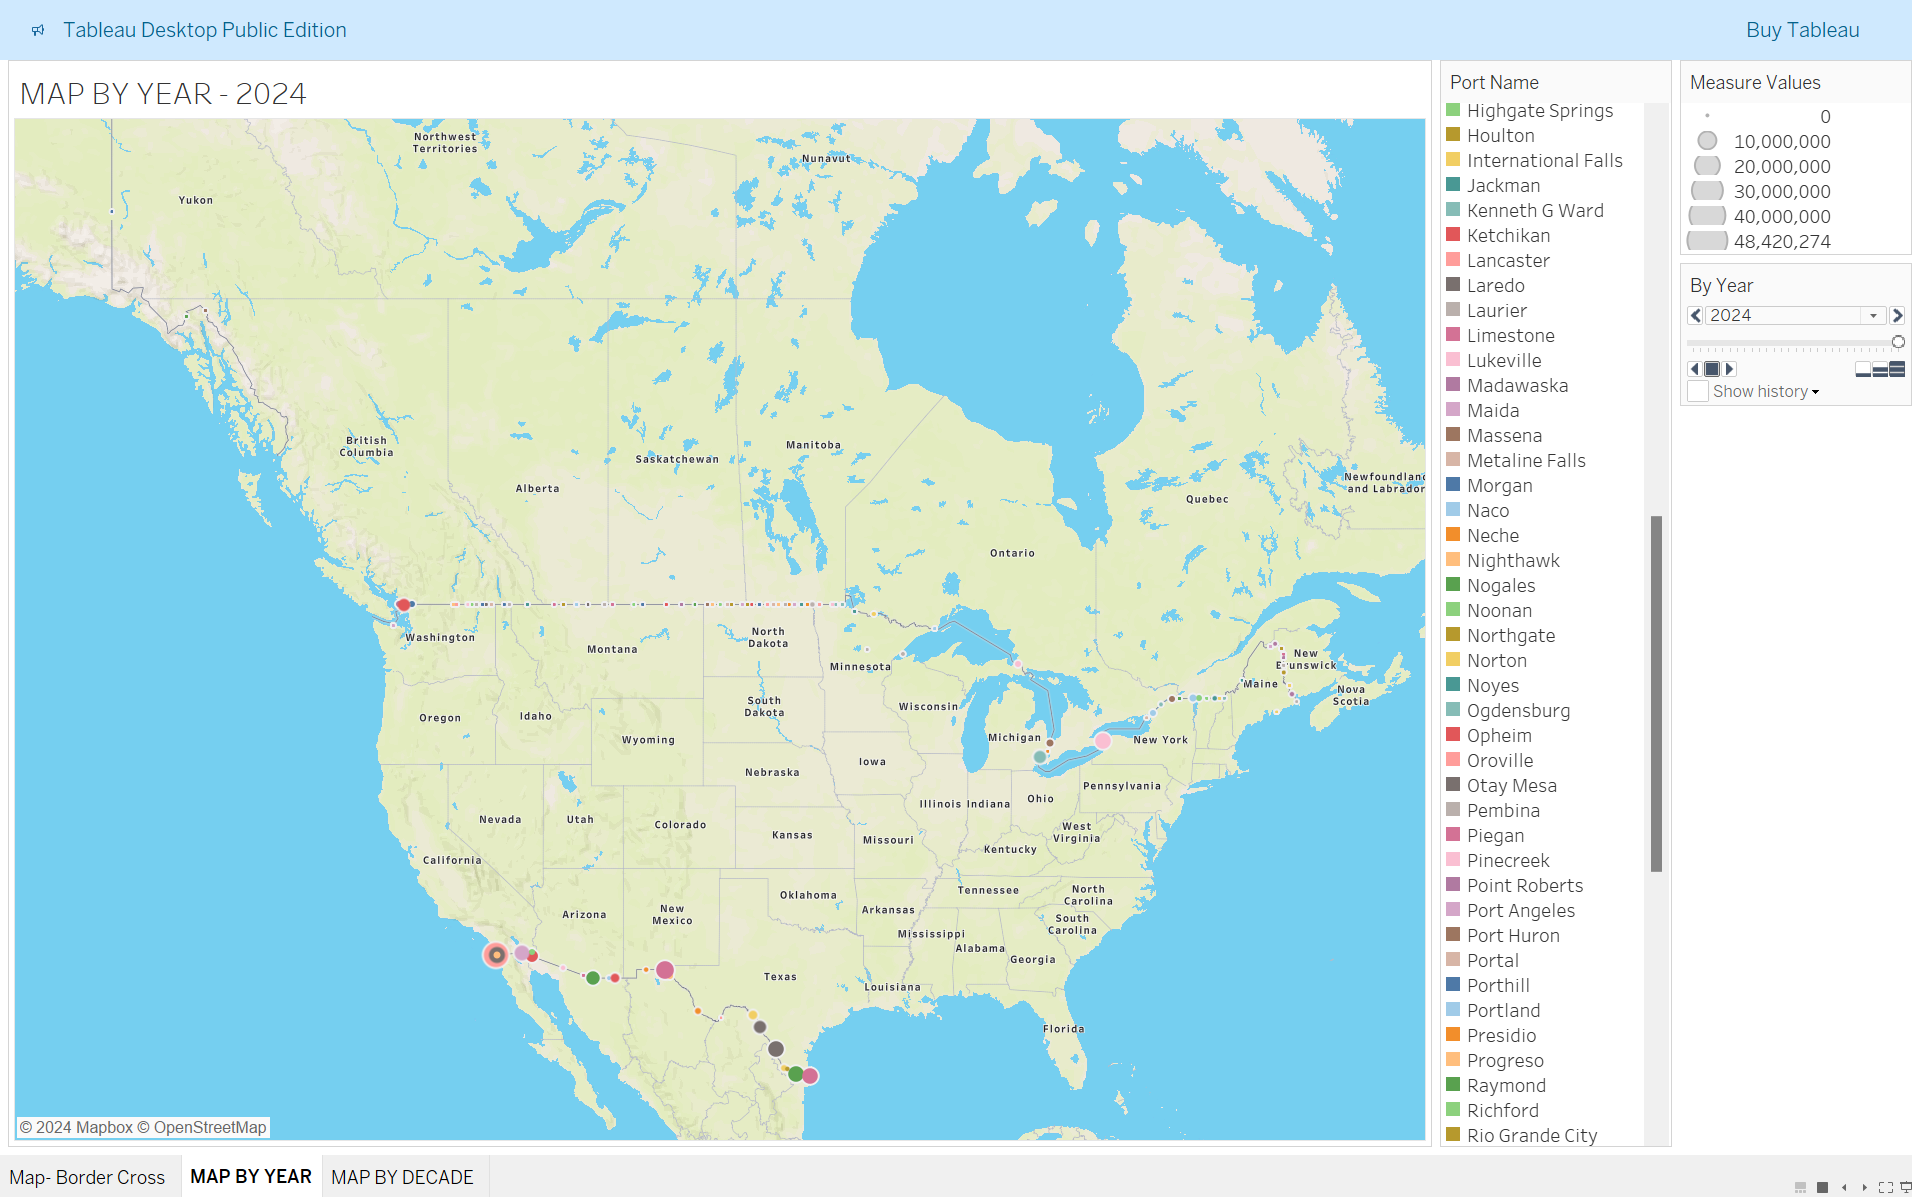 Tableau Desktop Public Edition
Buy Tableau
MAP BY YEAR - 2024
Northwest
Territories
Nunavut
Yukon
British
Columbia
Alberta
Saskatchewan
Manitoba
Ontario
Quebec
Newfoundland
and Labrador
Washington
Montana
North
Dakota
Minnesota
New
Brunswick
Maine
Nova
Scotia
Oregon
Idaho
Wyoming
South
Dakota
Wisconsin
Michigan
New York
Nebraska
Iowa
Illinois
Indiana
Ohio
Pennsylvania
Nevada
Utah
Colorado
Kansas
Missouri
West
Virginia
Kentucky
California
Arizona
New
Mexico
Oklahoma
Arkansas
Tennessee
North
Carolina
South
Carolina
Mississippi
Alabama
Georgia
Texas
Louisiana
Florida
© 2024 Mapbox © OpenStreetMap
Port Name
Highgate Springs
Houlton
International Falls
Jackman
Kenneth G Ward
Ketchikan
Lancaster
Laredo
Laurier
Limestone
Lukeville
Madawaska
Maida
Massena
Metaline Falls
Morgan
Naco
Neche
Nighthawk
Nogales
Noonan
Northgate
Norton
Noyes
Ogdensburg
Opheim
Oroville
Otay Mesa
Pembina
Piegan
Pinecreek
Point Roberts
Port Angeles
Port Huron
Portal
Porthill
Portland
Presidio
Progreso
Raymond
Richford
Rio Grande City
Measure Values
0
10,000,000
20,000,000
30,000,000
40,000,000
48,420,274
By Year
2024
Show history
Map- Border Cross
MAP BY YEAR
MAP BY DECADE